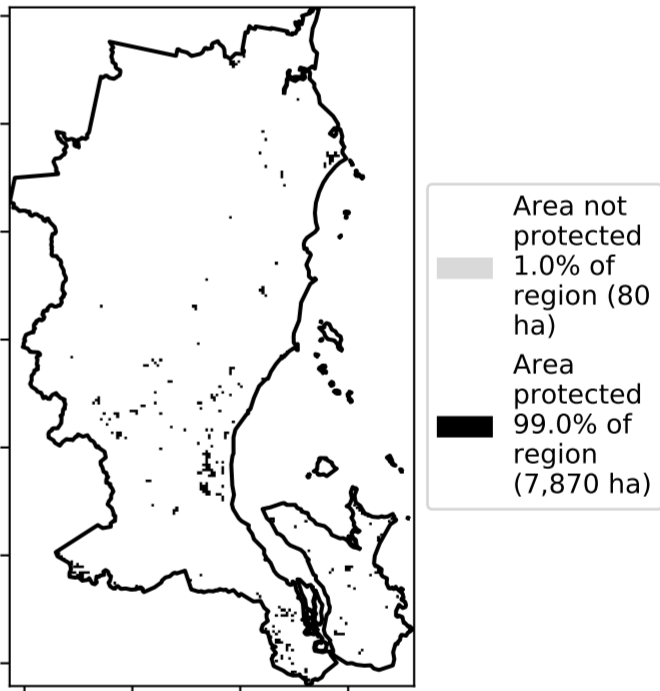 Area not
protected
1.0% of
region (80
ha)
Area
protected
99.0% of
region
(7,870 ha)